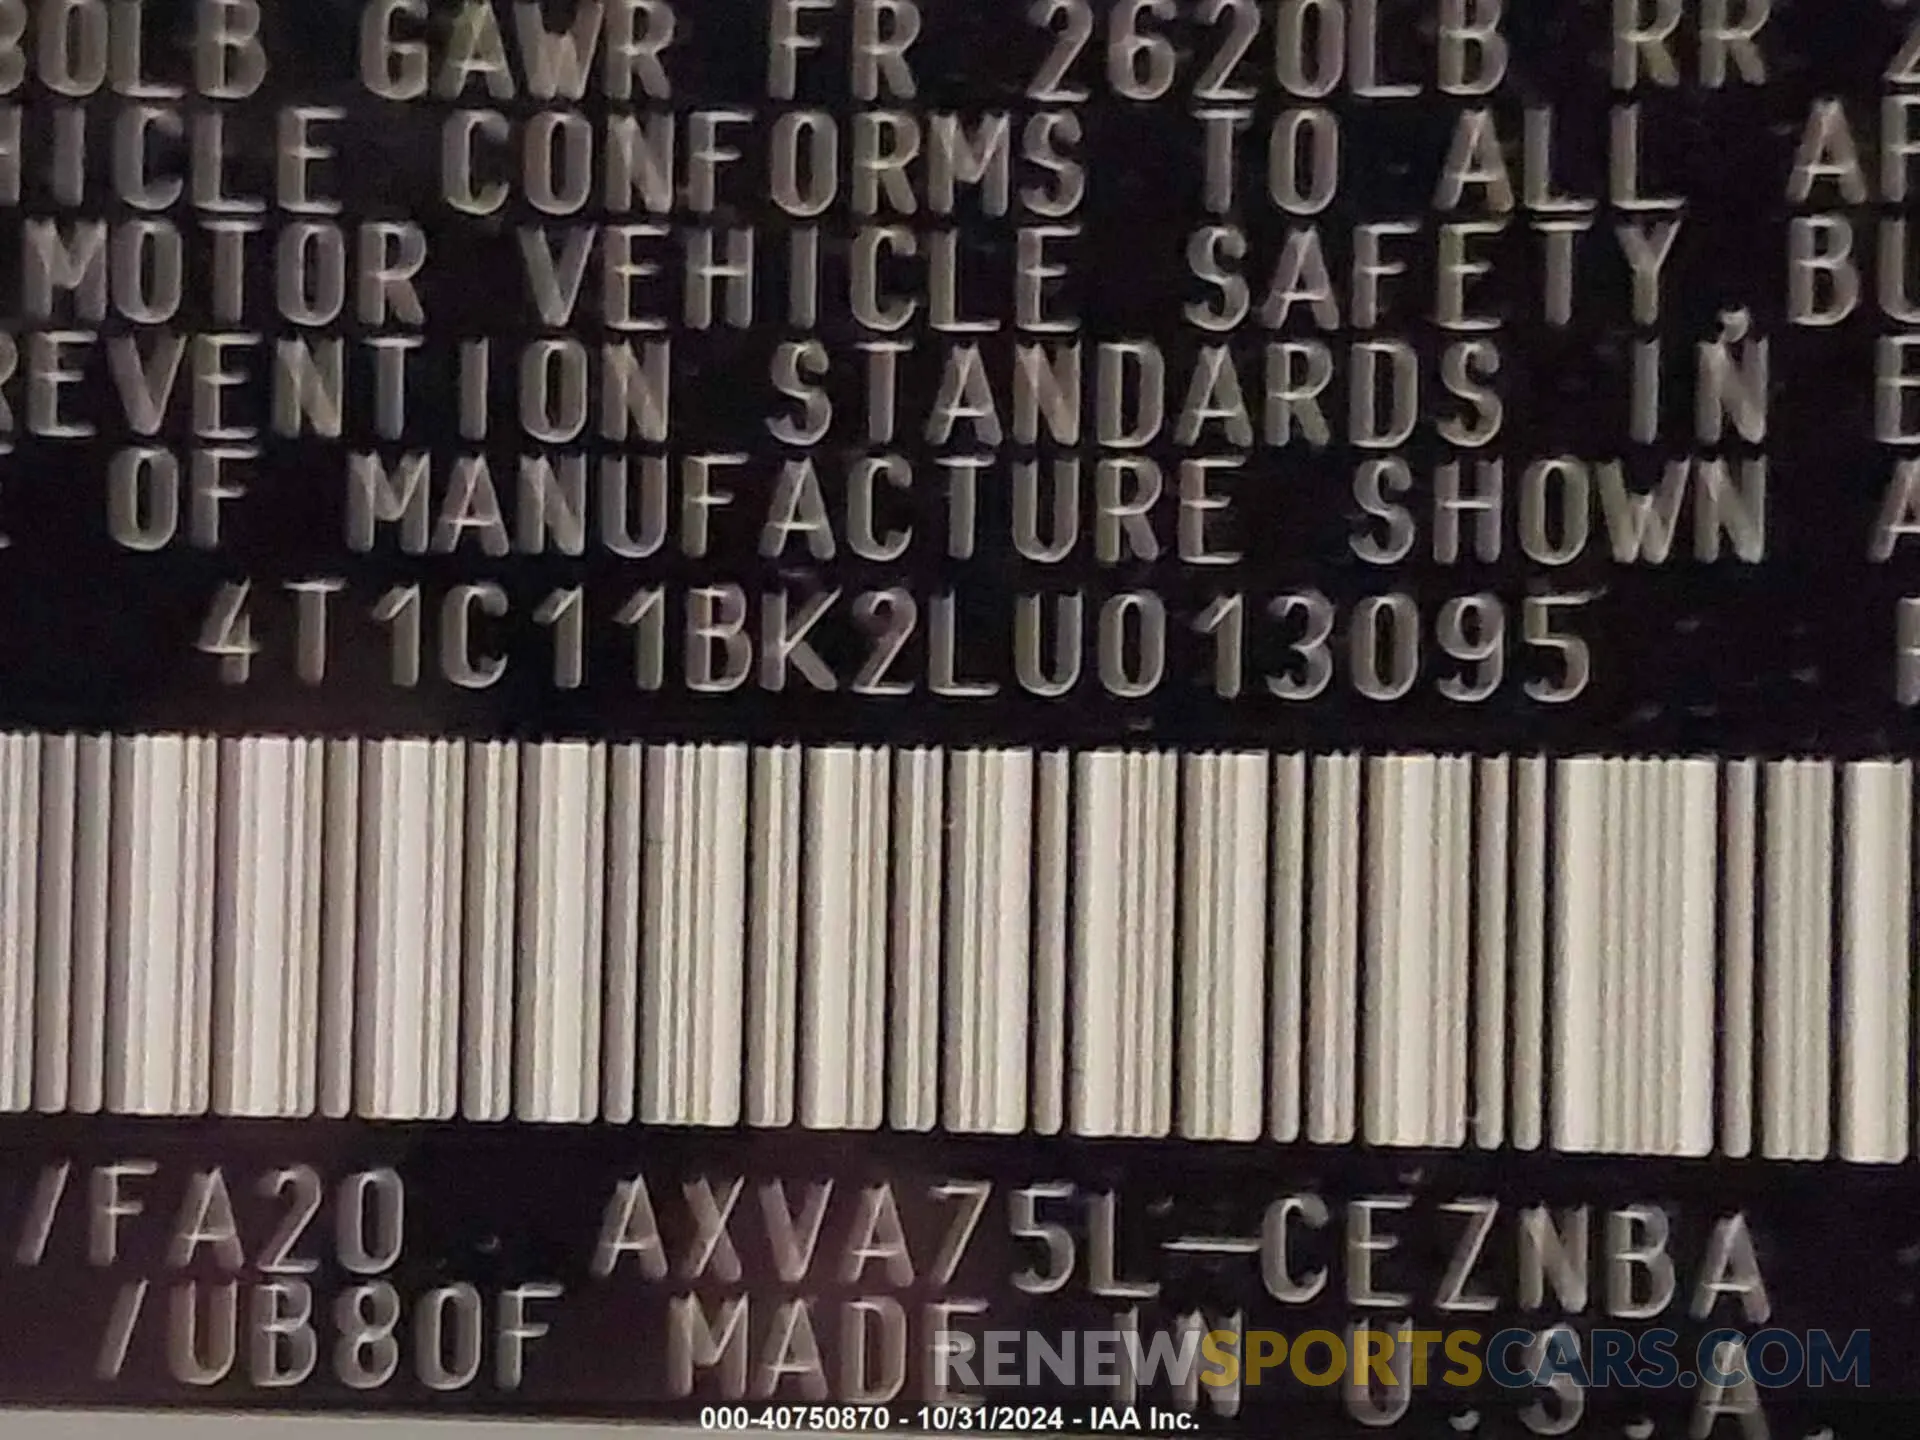 80LB GAWR FR 2620LB RR
HICLE CONFORMS TO ALL AP
MOTOR VEHICLE SAFETY, BU
REVENTION STANDARDS IN E
OF MANUFACTURE SHOWN A
4T1C11BK2LU013095
/FA20 AXVA75L-CEZNBA
/UB80F MADE IN U.S.A.
RENEWSPORTSCARS.COM
000-40750870 - 10/31/2024 - IAA Inc.